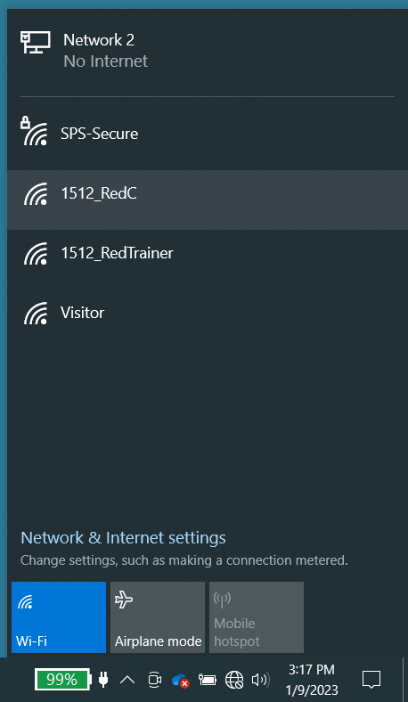 Network 2
No Internet
SPS-Secure
1512_RedC
1512_RedTrainer
Visitor
Network & Internet settings
Change settings, such as making a connection metered.
Wi-Fi
Airplane mode
Mobile
hotspot
99%
3:17 PM
1/9/2023